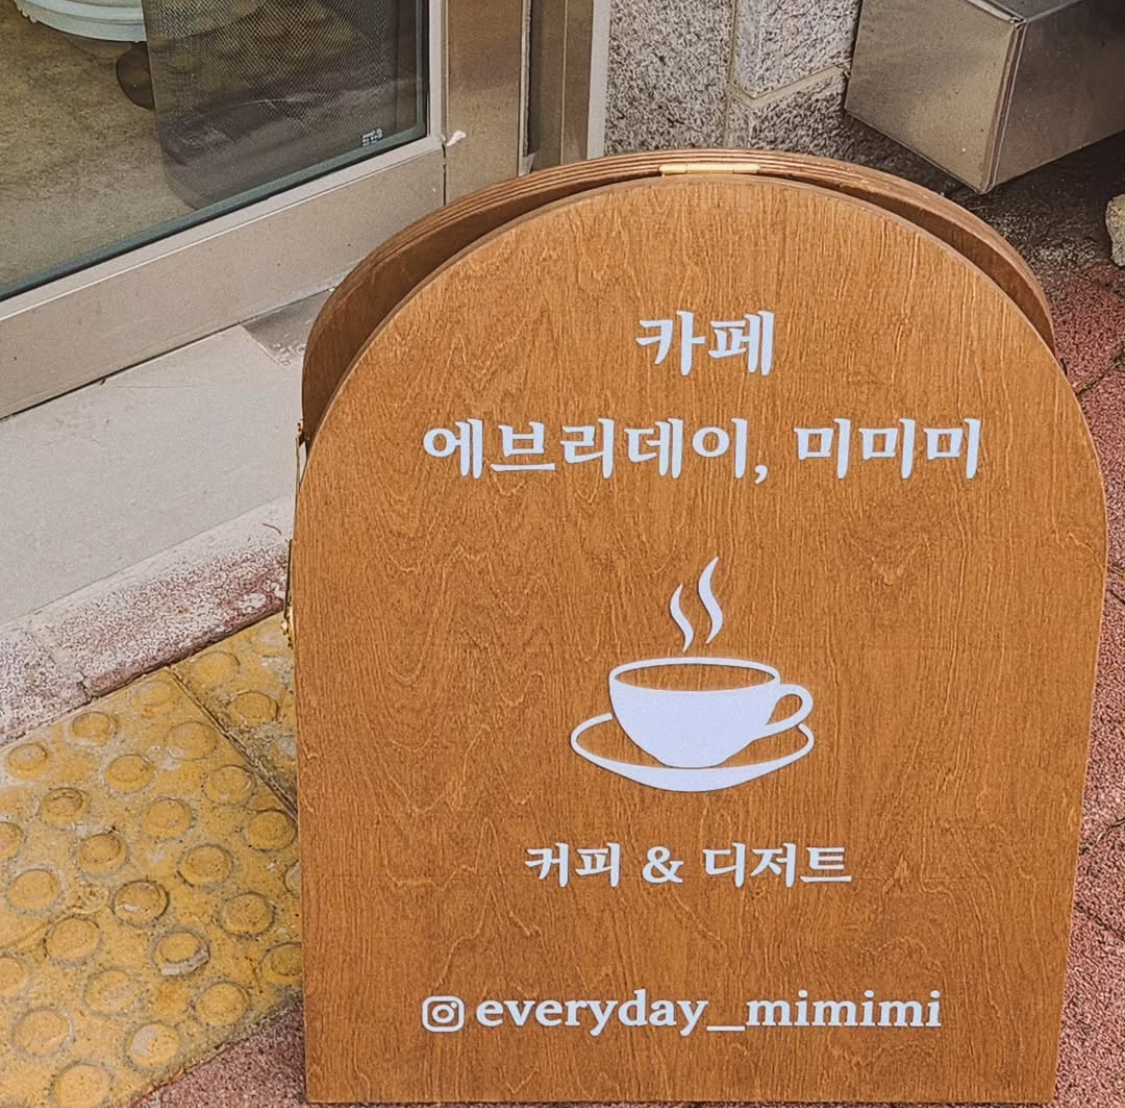 카페
에브리데이, 미미미
커피 & 디저트
everyday_mimimi